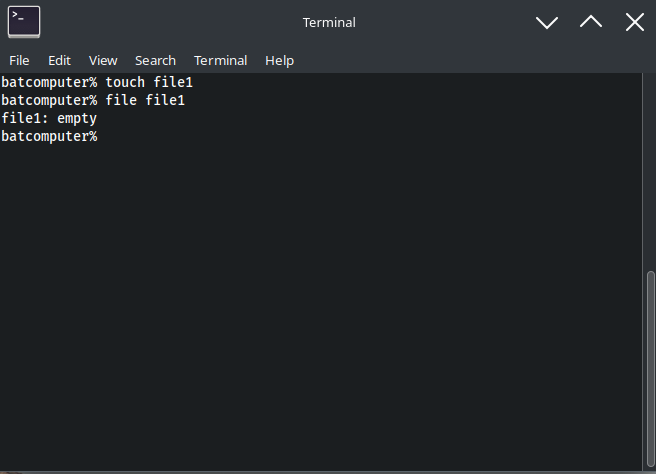 >_
Terminal
File Edit View Search Terminal Help
batcomputer% touch file1
batcomputer% file file1
file1: empty
batcomputer%